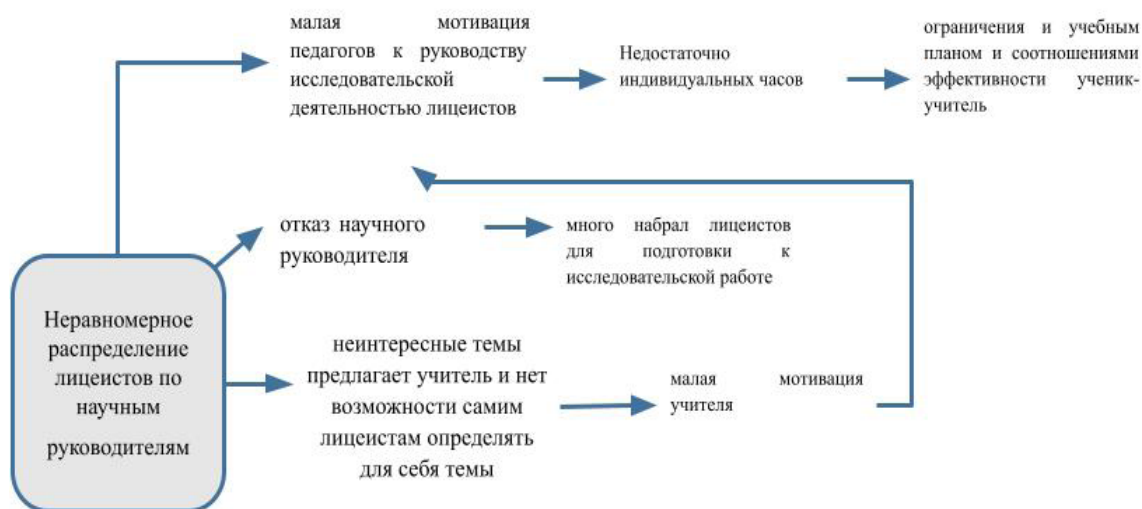 малая мотивация
педагогов к руководству
исследовательской
деятельностью лицеистов
Недостаточно
индивидуальных часов
ограничения и учебным
планом и соотношениями
эффективности ученик-
учитель
отказ научного
руководителя
много набрал лицеистов
для подготовки к
исследовательской работе
Неравномерное
распределение
лицеистов по
научным
руководителям
неинтересные темы
предлагает учитель и нет
возможности самим
лицеистам определять
для себя темы
малая мотивация
учителя